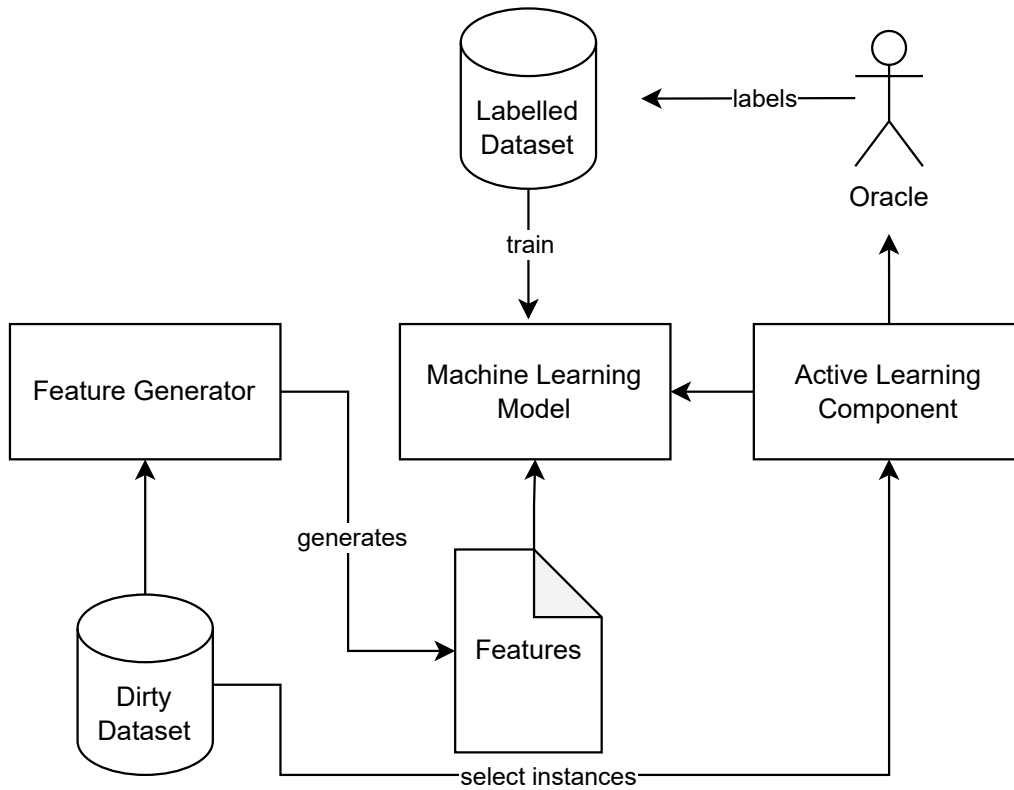 Labelled
Dataset
labels
Oracle
train
Feature Generator
Machine Learning
Model
Active Learning
Component
generates
Features
Dirty
Dataset
select instances